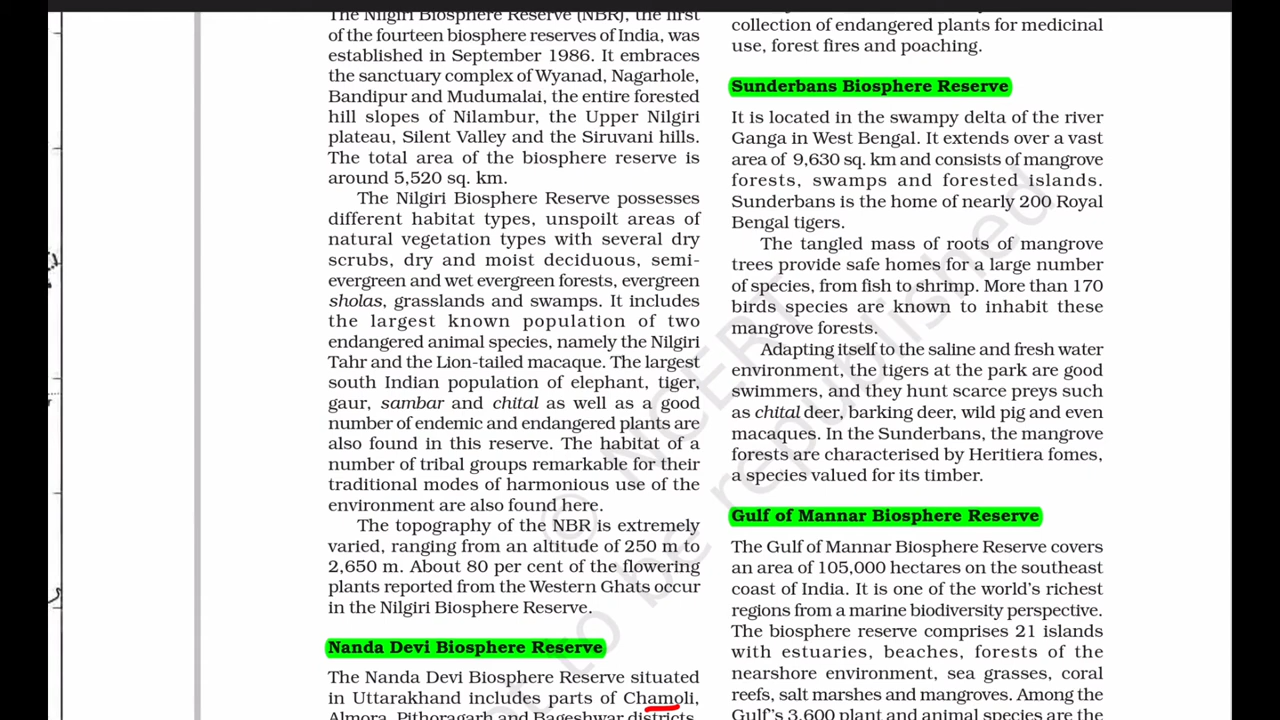 The Nilgiri Biosphere Reserve (NBR), the first
of the fourteen biosphere reserves of India, was
established in September 1986. It embraces
the sanctuary complex of Wyanad, Nagarhole,
Bandipur and Mudumalai, the entire forested
hill slopes of Nilambur, the Upper Nilgiri
plateau, Silent Valley and the Siruvani hills.
The total area of the biosphere reserve is
around 5,520 sq. km.
The Nilgiri Biosphere Reserve possesses
different habitat types, unspoilt areas of
natural vegetation types with several dry
scrubs, dry and moist deciduous, semi-
evergreen and wet evergreen forests, evergreen
sholas, grasslands and swamps. It includes
the largest known population of two
endangered animal species, namely the Nilgiri
Tahr and the Lion-tailed macaque. The largest
south Indian population of elephant, tiger,
gaur, sambar and chital as well as a good
number of endemic and endangered plants are
also found in this reserve. The habitat of a
number of tribal groups remarkable for their
traditional modes of harmonious use of the
environment are also found here.
The topography of the NBR is extremely
varied, ranging from an altitude of 250 m to
2,650 m. About 80 per cent of the flowering
plants reported from the Western Ghats occur
in the Nilgiri Biosphere Reserve.
Nanda Devi Biosphere Reserve
The Nanda Devi Biosphere Reserve situated
in Uttarakhand includes parts of Chamoli,
Almora, Pithoragarh and Bageshwar districts.
collection of endangered plants for medicinal
use, forest fires and poaching.
Sunderbans Biosphere Reserve
It is located in the swampy delta of the river
Ganga in West Bengal. It extends over a vast
area of 9,630 sq. km and consists of mangrove
forests, swamps and forested islands.
Sunderbans is the home of nearly 200 Royal
Bengal tigers.
The tangled mass of roots of mangrove
trees provide safe homes for a large number
of species, from fish to shrimp. More than 170
birds species are known to inhabit these
mangrove forests.
Adapting itself to the saline and fresh water
environment, the tigers at the park are good
swimmers, and they hunt scarce preys such
as chital deer, barking deer, wild pig and even
macaques. In the Sunderbans, the mangrove
forests are characterised by Heritiera fomes,
a species valued for its timber.
Gulf of Mannar Biosphere Reserve
The Gulf of Mannar Biosphere Reserve covers
an area of 105,000 hectares on the southeast
coast of India. It is one of the world's richest
regions from a marine biodiversity perspective.
The biosphere reserve comprises 21 islands
with estuaries, beaches, forests of the
nearshore environment, sea grasses, coral
reefs, salt marshes and mangroves. Among the
Gulf's 3,600 plant and animal species are the
© NCERT
not to be republished